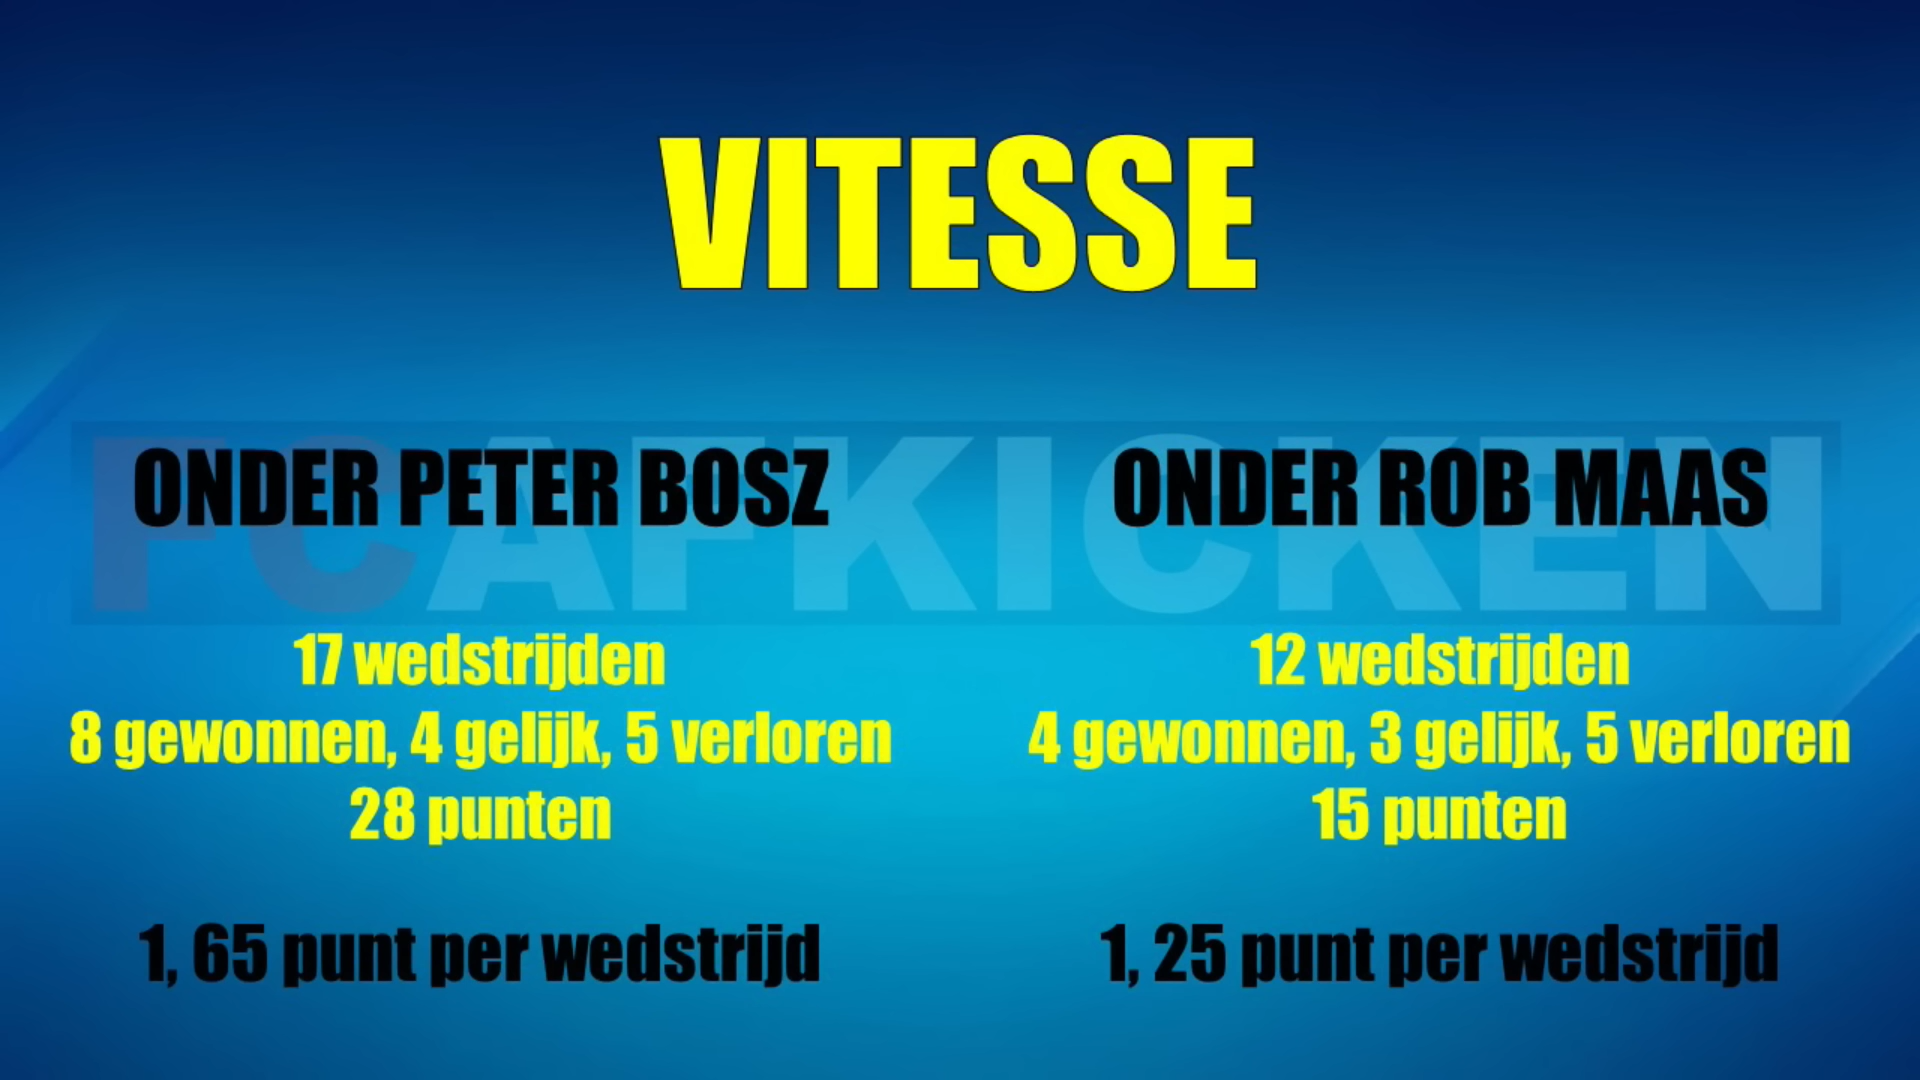 VITESSE
FCAFKICKEN
ONDER PETER BOSZ
17 wedstrijden
8 gewonnen, 4 gelijk, 5 verloren
28 punten
1, 65 punt per wedstrijd
ONDER ROB MAAS
12 wedstrijden
4 gewonnen, 3 gelijk, 5 verloren
15 punten
1, 25 punt per wedstrijd